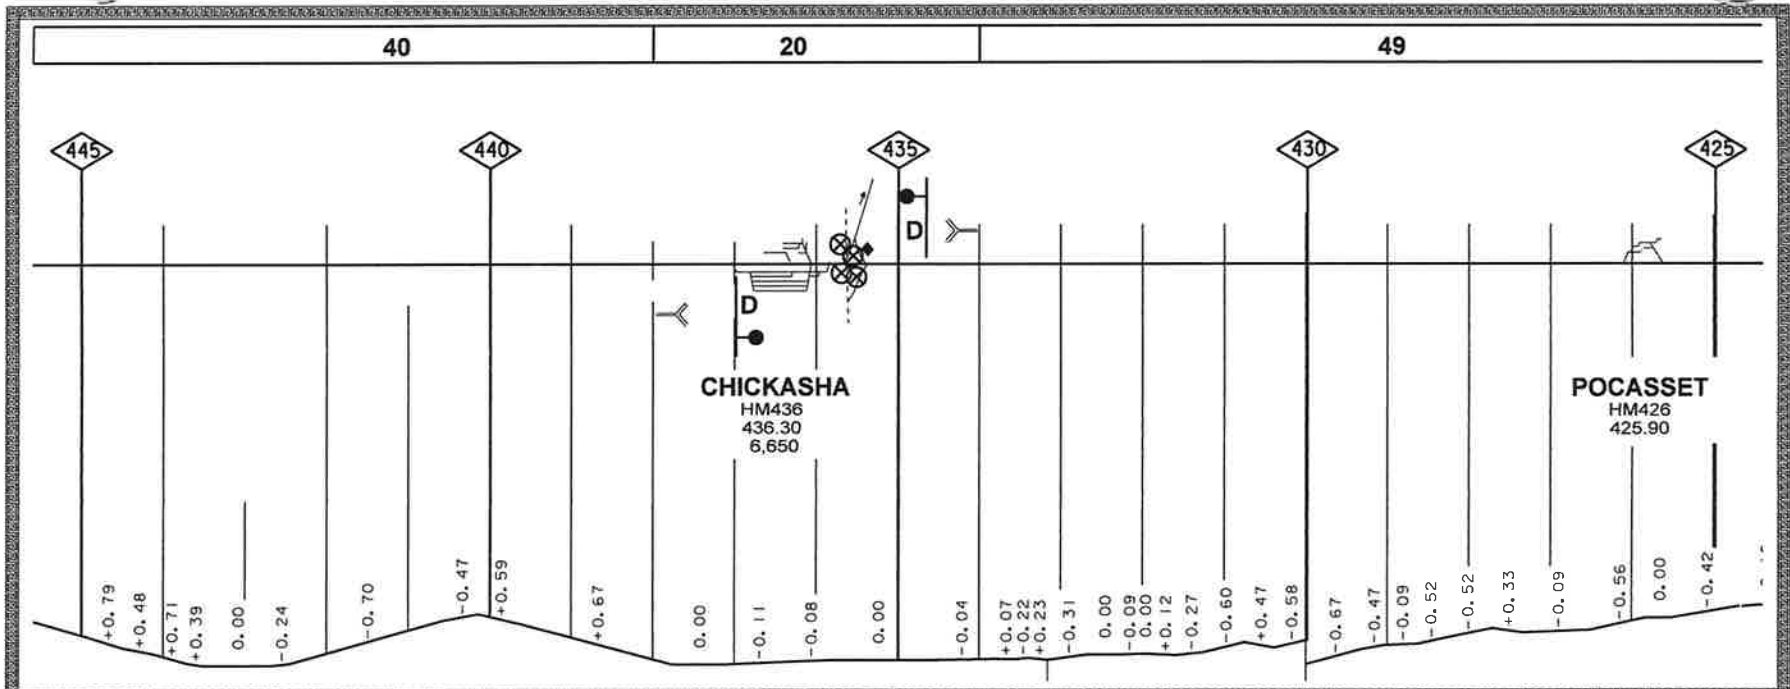 40 20 49
445 440 435 430 425
D
D
CHICKASHA
HM436
436.30
6,650
POCASSET
HM426
425.90
+0.79 +0.48 +0.71 +0.39 0.00 -0.24 -0.70 -0.47 +0.59 +0.67 0.00 -0.11 -0.08 0.00 -0.04 +0.07 -0.22 +0.23 -0.31 0.00 -0.09 0.00 +0.12 -0.27 -0.60 +0.47 -0.58 -0.67 -0.47 -0.09 -0.52 -0.52 +0.33 -0.09 -0.56 0.00 -0.42